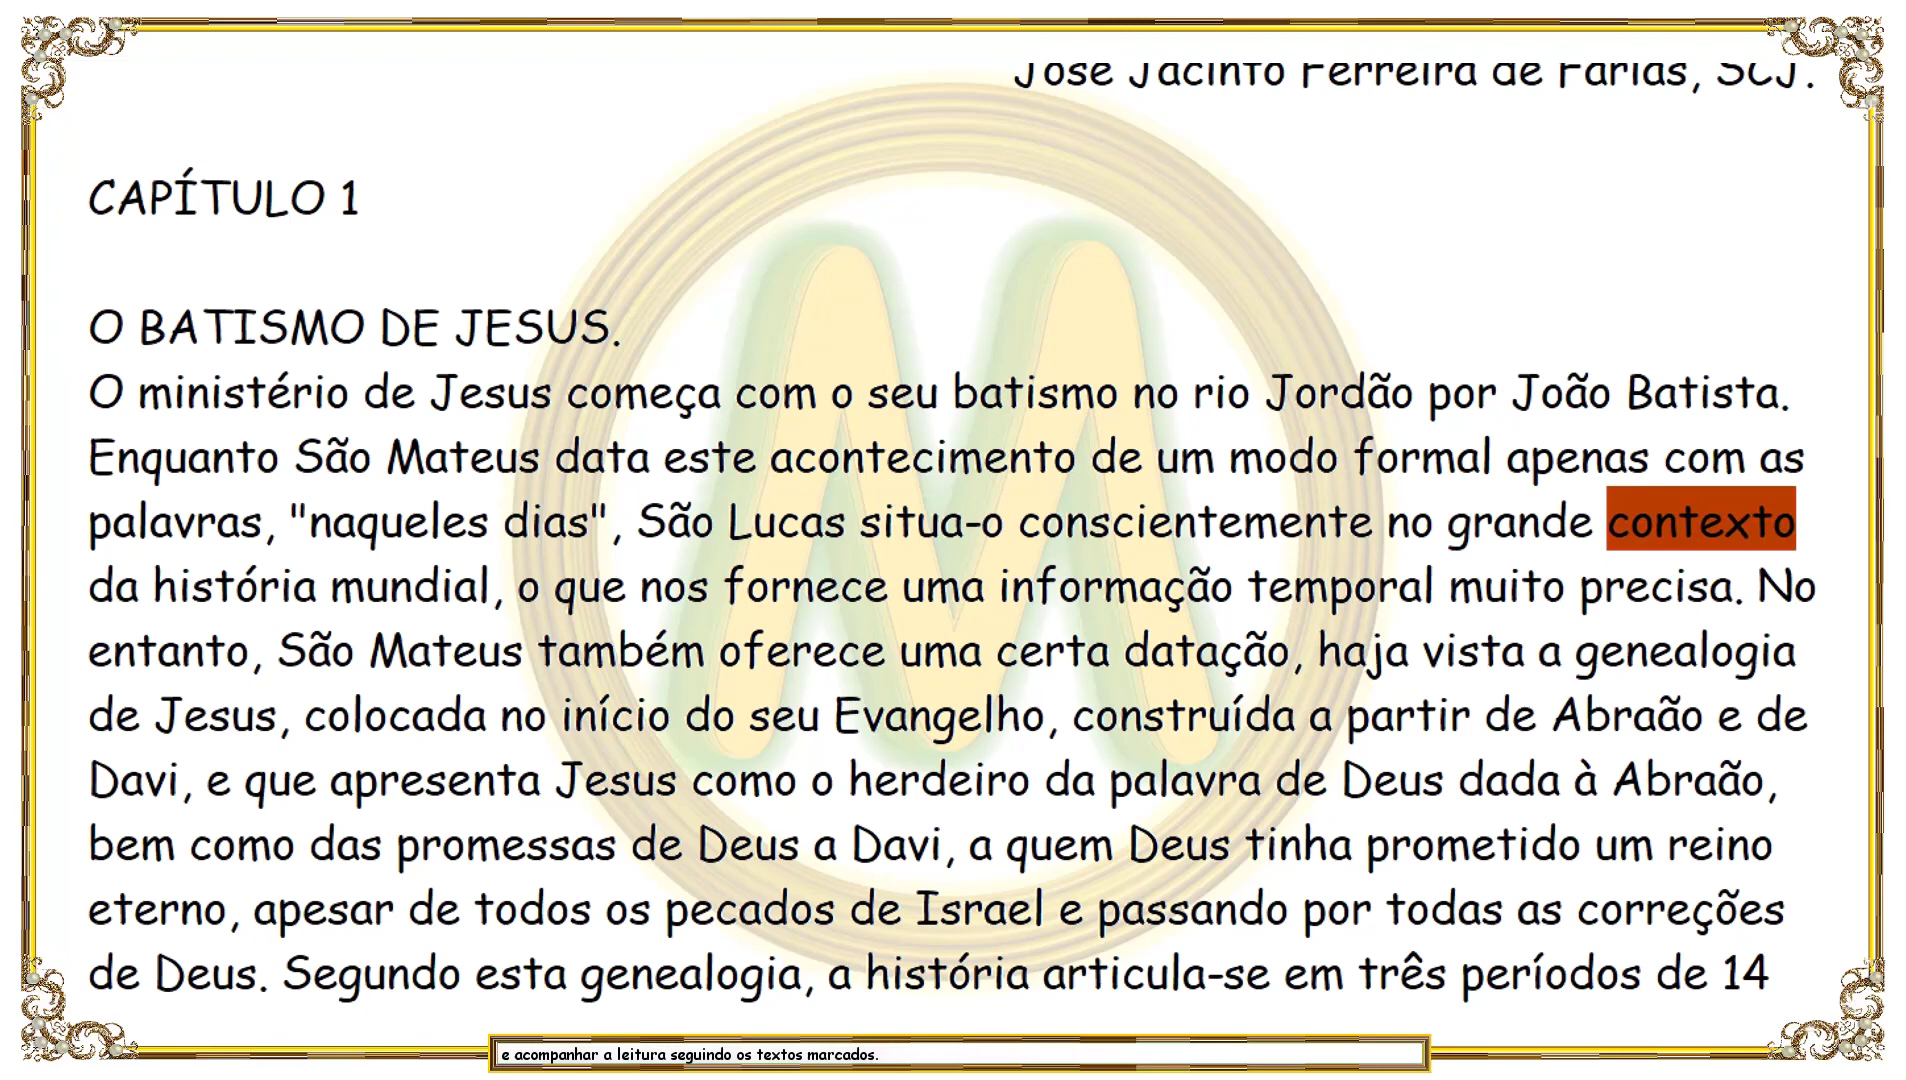 José Jacinto Ferreira de Farias, SCJ.
CAPÍTULO 1
O BATISMO DE JESUS.
O ministério de Jesus começa com o seu batismo no rio Jordão por João Batista.
Enquanto São Mateus data este acontecimento de um modo formal apenas com as
palavras, "naqueles dias", São Lucas situa-o conscientemente no grande contexto
da história mundial, o que nos fornece uma informação temporal muito precisa. No
entanto, São Mateus também oferece uma certa datação, haja vista a genealogia
de Jesus, colocada no início do seu Evangelho, construída a partir de Abraão e de
Davi, e que apresenta Jesus como o herdeiro da palavra de Deus dada à Abraão,
bem como das promessas de Deus a Davi, a quem Deus tinha prometido um reino
eterno, apesar de todos os pecados de Israel e passando por todas as correções
de Deus. Segundo esta genealogia, a história articula-se em três períodos de 14
e acompanhar a leitura seguindo os textos marcados.